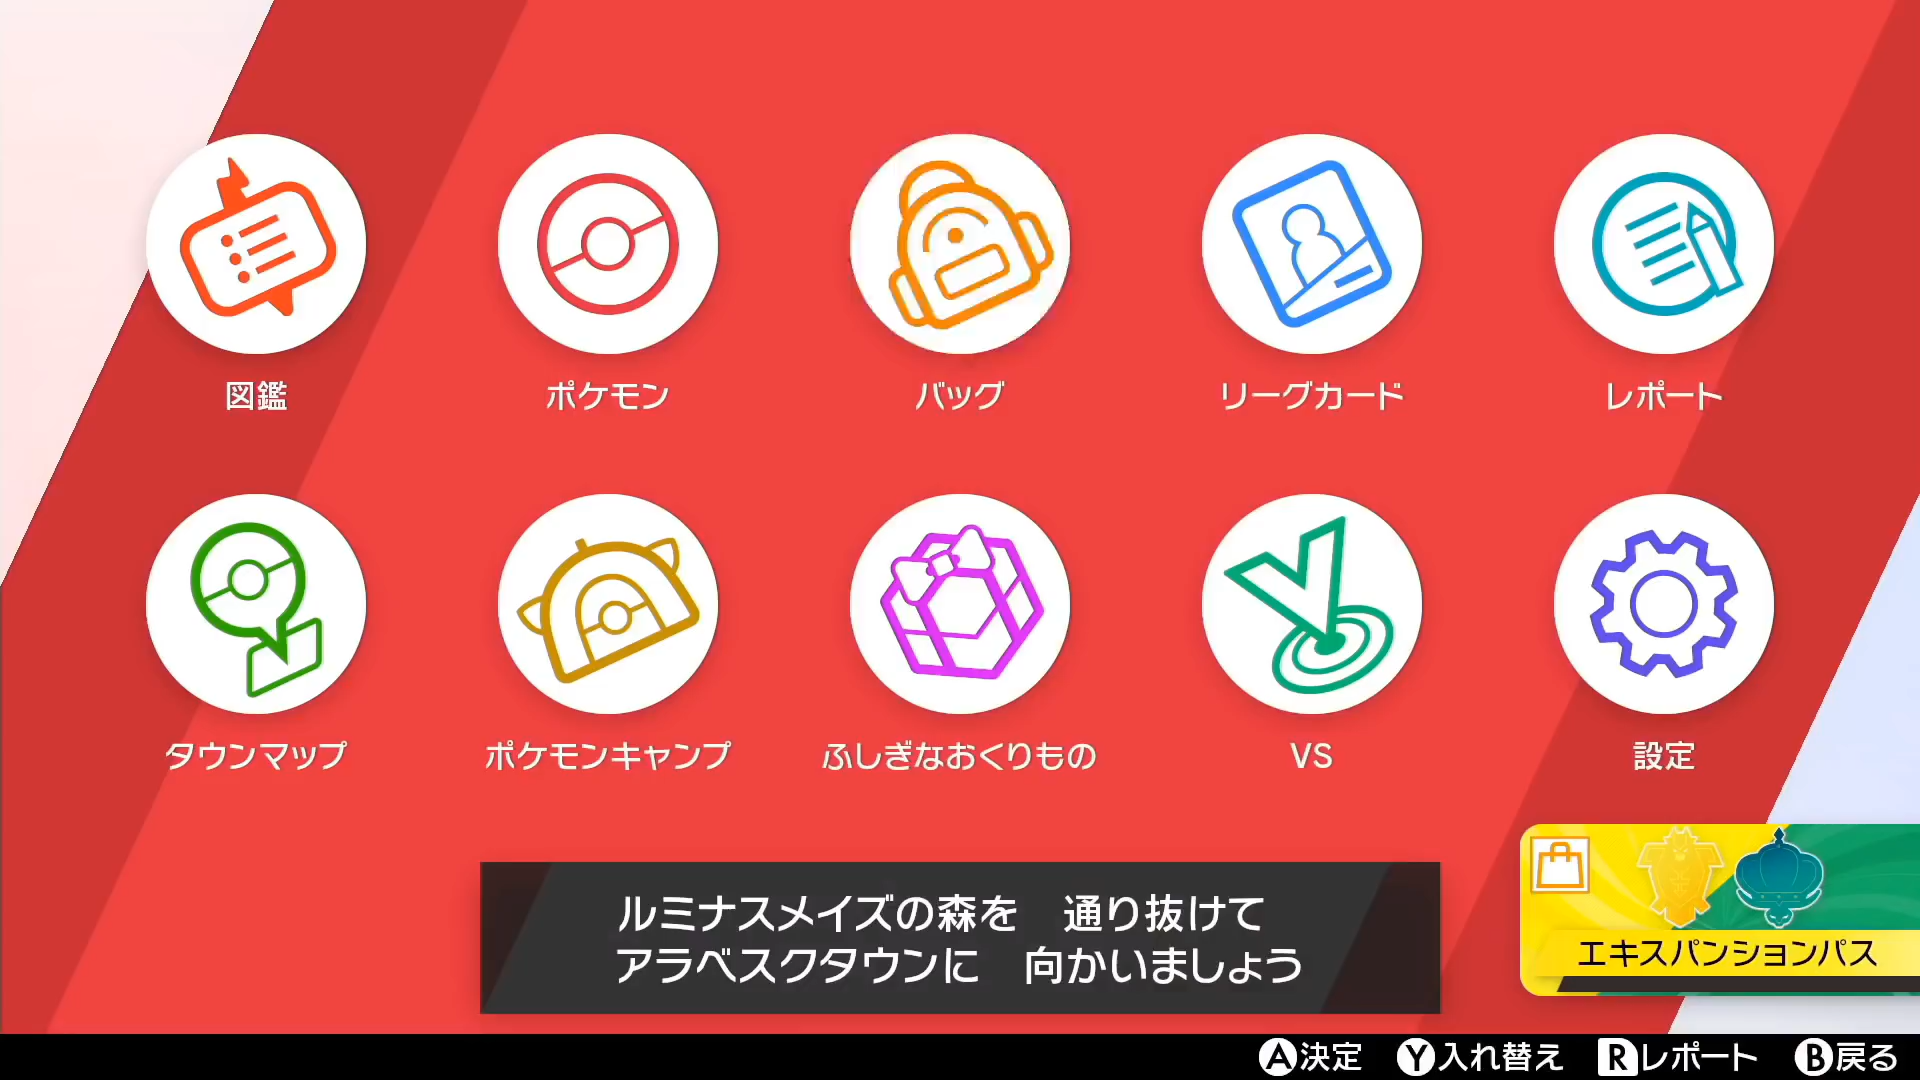 図鑑
ポケモン
バッグ
リーグカード
レポート
タウンマップ
ポケモンキャンプ
ふしぎなおくりもの
VS
設定
ルミナスメイズの森を　通り抜けて
アラベスクタウンに　向かいましょう
エキスパンションパス
A決定 Y入れ替え Rレポート B戻る